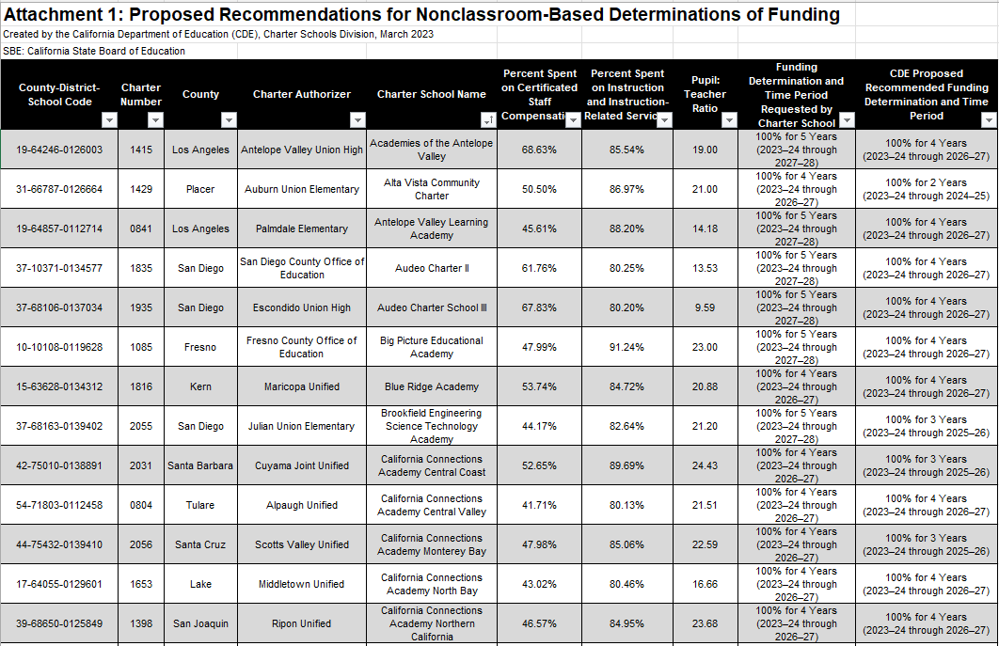 Attachment 1: Proposed Recommendations for Nonclassroom-Based Determinations of Funding
Created by the California Department of Education (CDE), Charter Schools Division, March 2023
SBE: California State Board of Education
County-District-
School Code
Charter
Number
County
Charter Authorizer
Charter School Name
Percent Spent
on Certificated
Staff
Compensati
Percent Spent
on Instruction
and Instruction-
Related Servic
Pupil:
Teacher
Ratio
Funding
Determination and
Time Period
Requested by
Charter School
CDE Proposed
Recommended Funding
Determination and Time
Period
19-64246-0126003
1415
Los Angeles
Antelope Valley Union High
Academies of the Antelope
Valley
68.63%
85.54%
19.00
100% for 5 Years
(2023–24 through
2027–28)
100% for 4 Years
(2023–24 through 2026–27)
31-66787-0126664
1429
Placer
Auburn Union Elementary
Alta Vista Community
Charter
50.50%
86.97%
21.00
100% for 4 Years
(2023–24 through
2026–27)
100% for 2 Years
(2023–24 through 2024–25)
19-64857-0112714
0841
Los Angeles
Palmdale Elementary
Antelope Valley Learning
Academy
45.61%
88.20%
14.18
100% for 5 Years
(2023–24 through
2027–28)
100% for 4 Years
(2023–24 through 2026–27)
37-10371-0134577
1835
San Diego
San Diego County Office of
Education
Audeo Charter II
61.76%
80.25%
13.53
100% for 5 Years
(2023–24 through
2027–28)
100% for 4 Years
(2023–24 through 2026–27)
37-68106-0137034
1935
San Diego
Escondido Union High
Audeo Charter School III
67.83%
80.20%
9.59
100% for 5 Years
(2023–24 through
2027–28)
100% for 4 Years
(2023–24 through 2026–27)
10-10108-0119628
1085
Fresno
Fresno County Office of
Education
Big Picture Educational
Academy
47.99%
91.24%
23.00
100% for 5 Years
(2023–24 through
2027–28)
100% for 4 Years
(2023–24 through 2026–27)
15-63628-0134312
1816
Kern
Maricopa Unified
Blue Ridge Academy
53.74%
84.72%
20.88
100% for 4 Years
(2023–24 through
2026–27)
100% for 4 Years
(2023–24 through 2026–27)
37-68163-0139402
2055
San Diego
Julian Union Elementary
Brookfield Engineering
Science Technology
Academy
44.17%
82.64%
21.20
100% for 5 Years
(2023–24 through
2027–28)
100% for 3 Years
(2023–24 through 2025–26)
42-75010-0138891
2031
Santa Barbara
Cuyama Joint Unified
California Connections
Academy Central Coast
52.65%
89.69%
24.43
100% for 4 Years
(2023–24 through
2026–27)
100% for 3 Years
(2023–24 through 2025–26)
54-71803-0112458
0804
Tulare
Alpaugh Unified
California Connections
Academy Central Valley
41.71%
80.13%
21.51
100% for 4 Years
(2023–24 through
2026–27)
100% for 4 Years
(2023–24 through 2026–27)
44-75432-0139410
2056
Santa Cruz
Scotts Valley Unified
California Connections
Academy Monterey Bay
47.98%
85.06%
22.59
100% for 4 Years
(2023–24 through
2026–27)
100% for 3 Years
(2023–24 through 2025–26)
17-64055-0129601
1653
Lake
Middletown Unified
California Connections
Academy North Bay
43.02%
80.46%
16.66
100% for 4 Years
(2023–24 through
2026–27)
100% for 4 Years
(2023–24 through 2026–27)
39-68650-0125849
1398
San Joaquin
Ripon Unified
California Connections
Academy Northern
California
46.57%
84.95%
23.68
100% for 4 Years
(2023–24 through
2026–27)
100% for 4 Years
(2023–24 through 2026–27)